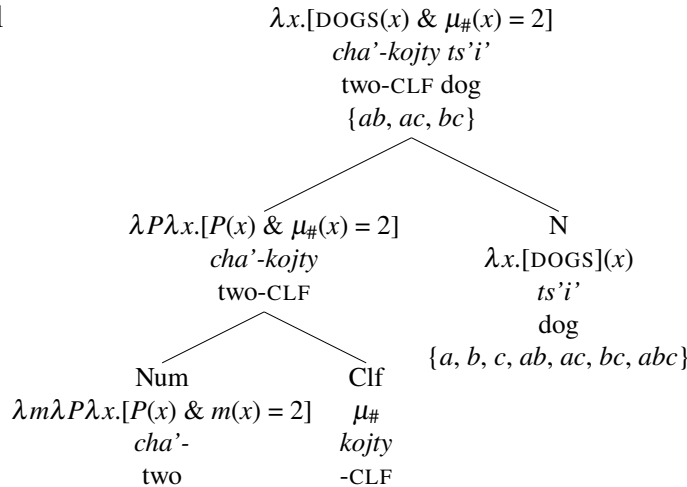 λx.[DOGS(x) & μ#(x) = 2]
cha'-kojty ts'i'
two-CLF dog
{ab, ac, bc}
λPλx.[P(x) & μ#(x) = 2]
cha'-kojty
two-CLF
N
λx.[DOGS](x)
ts'i'
dog
{a, b, c, ab, ac, bc, abc}
Num
λmλPλx.[P(x) & m(x) = 2]
cha'-
two
Clf
μ#
kojty
-CLF